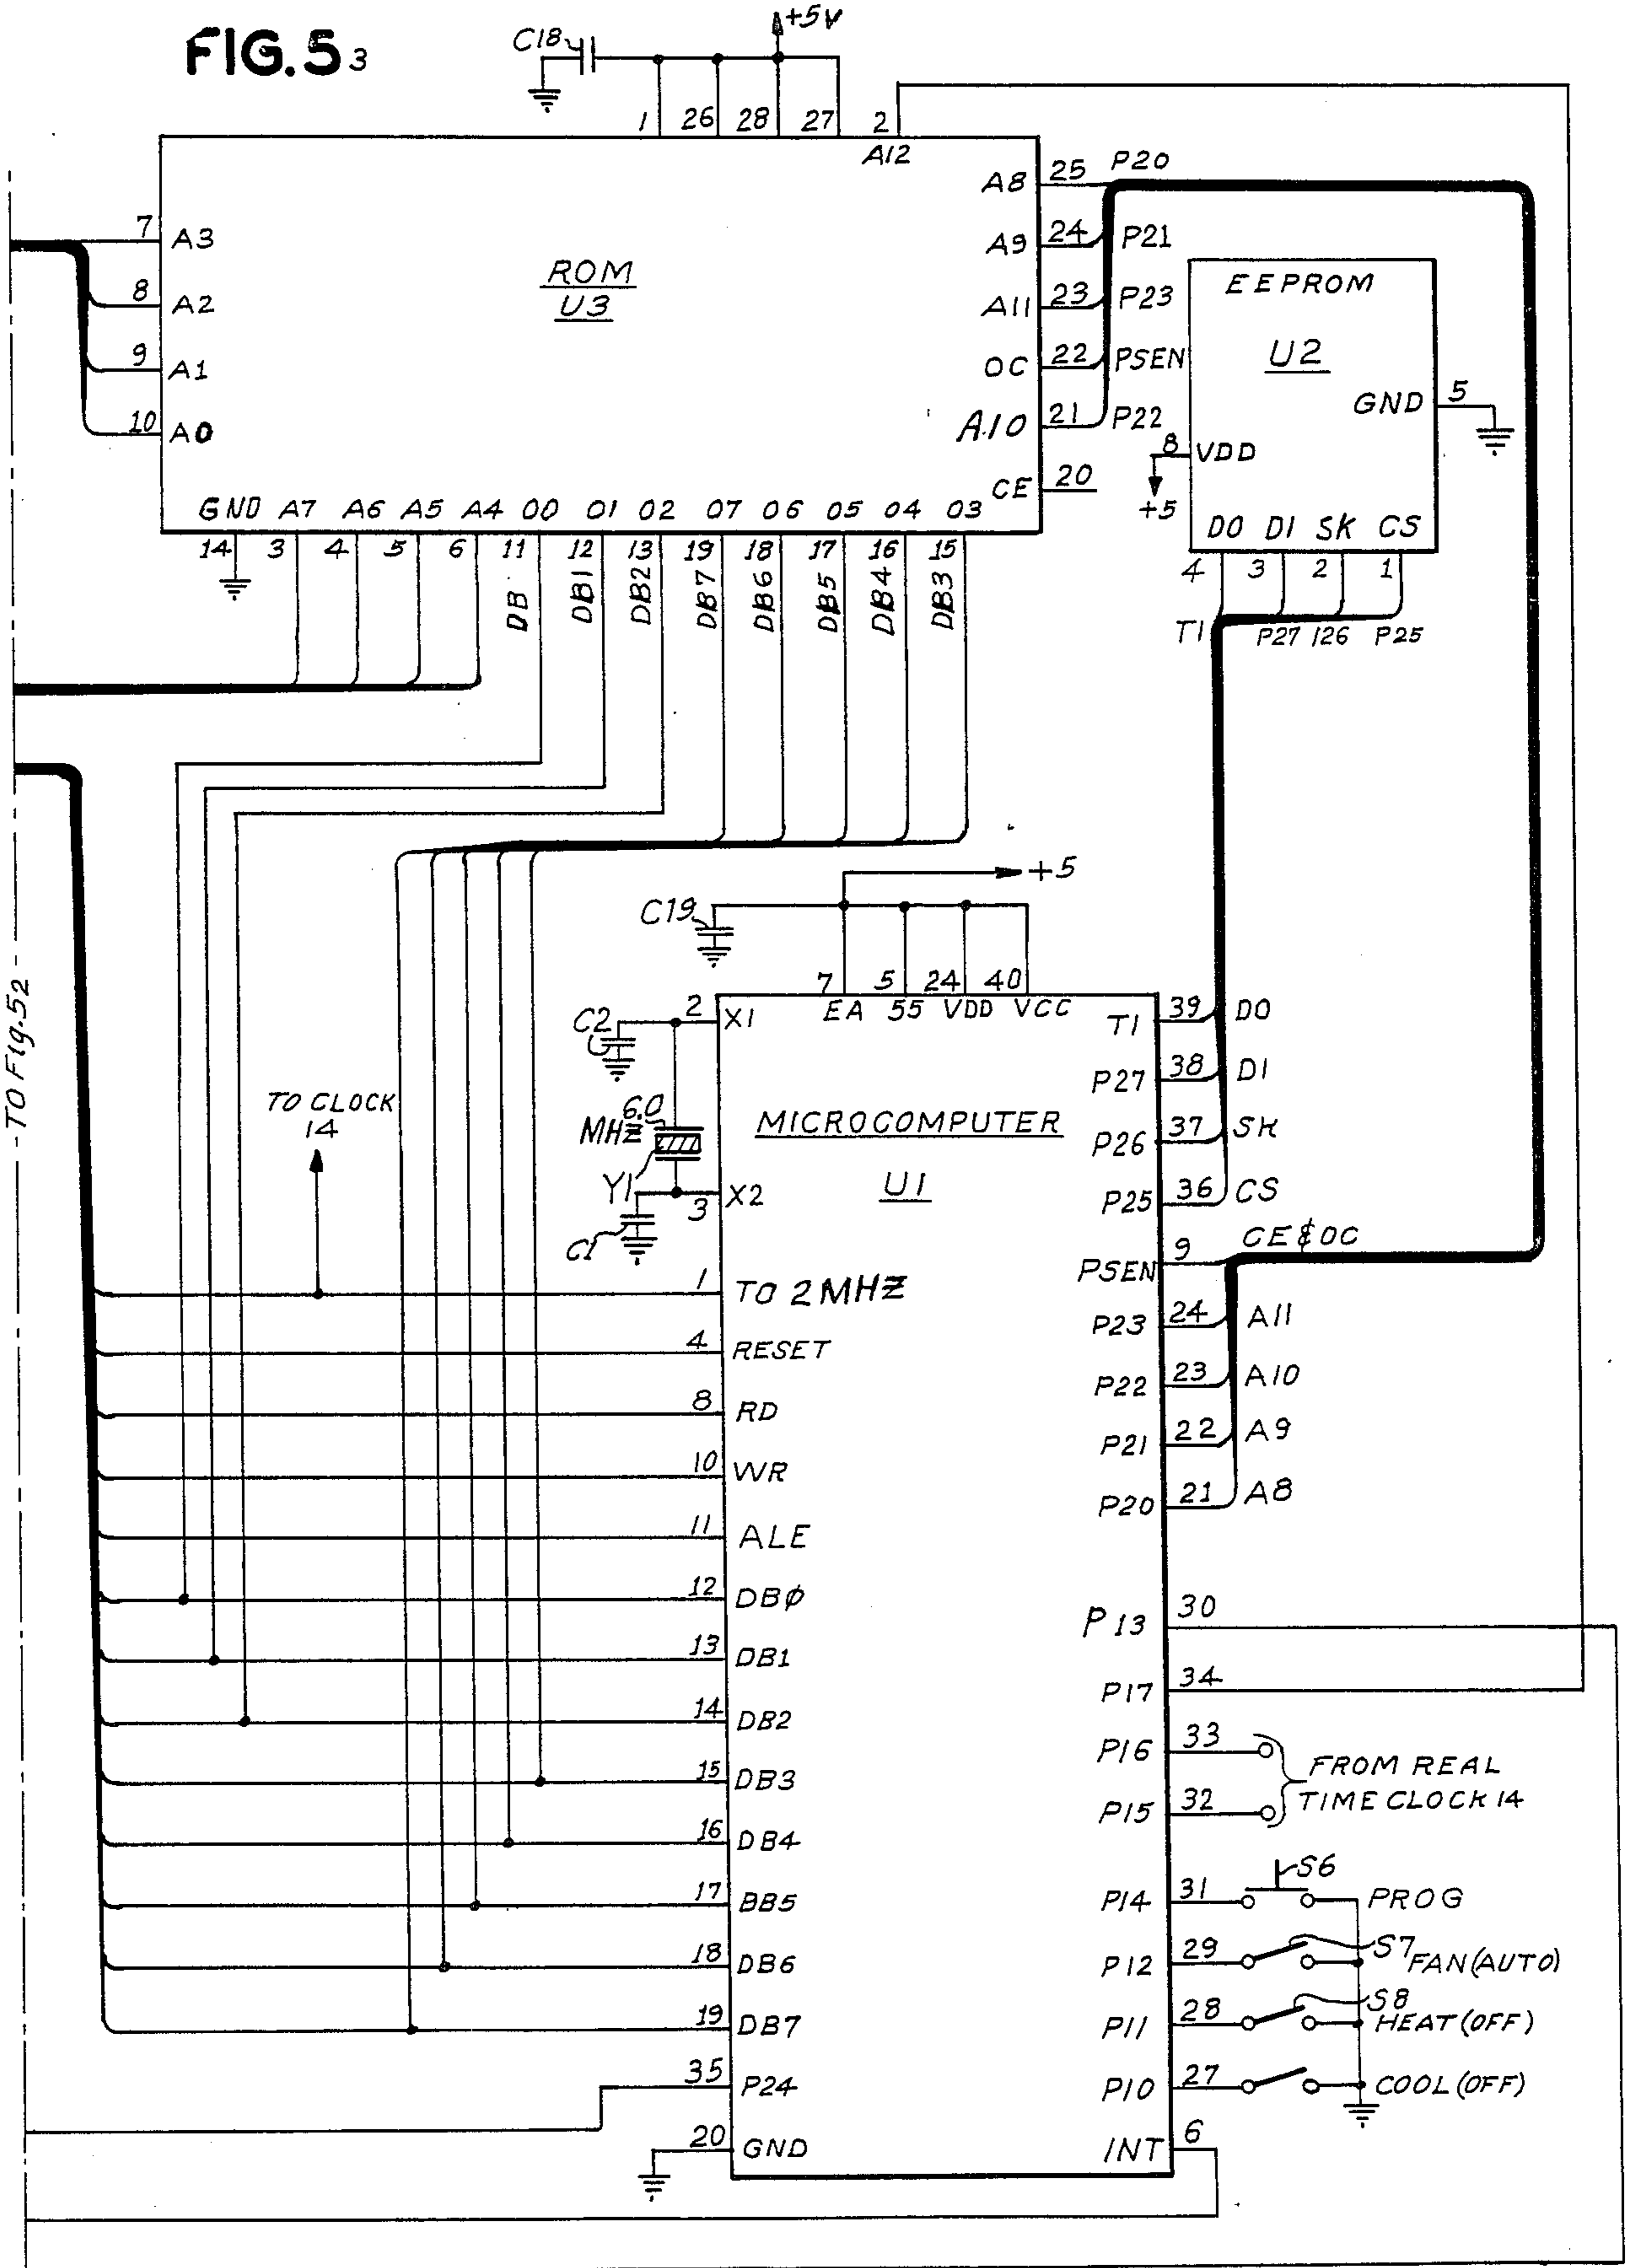 FIG.5 3
C18
+5V
1 26 28 27 2
A12
7 A3
8 A2
9 A1
10 A0
ROM
U3
A8 25 P20
A9 24 P21
A11 23 P23
OC 22 PSEN
A.10 21 P22
CE 20
GND A7 A6 A5 A4 O0 O1 O2 O7 O6 O5 O4 O3
14 3 4 5 6 11 12 13 19 18 17 16 15
DB DB1 DB2 DB7 DB6 DB5 DB4 DB3
EEPROM
U2
GND 5
8 VDD
+5
DO DI SK CS
4 3 2 1
T1 P27 126 P25
TO Fig.52
+5
C19
7 5 24 40
EA 55 VDD VCC
C2
2 X1
6.0
MHZ
Y1
3 X2
C1
MICROCOMPUTER
U1
TO CLOCK
14
1 TO 2MHZ
4 RESET
8 RD
10 WR
11 ALE
12 DBØ
13 DB1
14 DB2
15 DB3
16 DB4
17 BB5
18 DB6
19 DB7
35 P24
20 GND
T1 39 DO
P27 38 DI
P26 37 SK
P25 36 CS
PSEN 9 CE&OC
P23 24 A11
P22 23 A10
P21 22 A9
P20 21 A8
P13 30
P17 34
P16 33
P15 32
FROM REAL
TIME CLOCK 14
P14 31 S6 PROG
P12 29 S7 FAN(AUTO)
P11 28 S8 HEAT(OFF)
P10 27 COOL(OFF)
INT 6